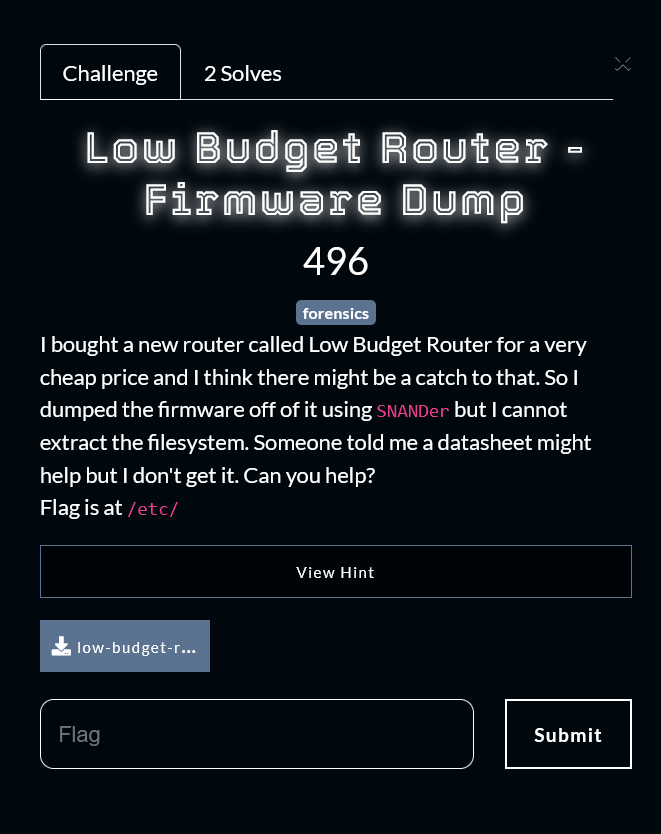 Challenge
2 Solves
Low Budget Router -
Firmware Dump
496
forensics
I bought a new router called Low Budget Router for a very
cheap price and I think there might be a catch to that. So I
dumped the firmware off of it using SNANDer but I cannot
extract the filesystem. Someone told me a datasheet might
help but I don't get it. Can you help?
Flag is at /etc/
View Hint
low-budget-r...
Flag
Submit